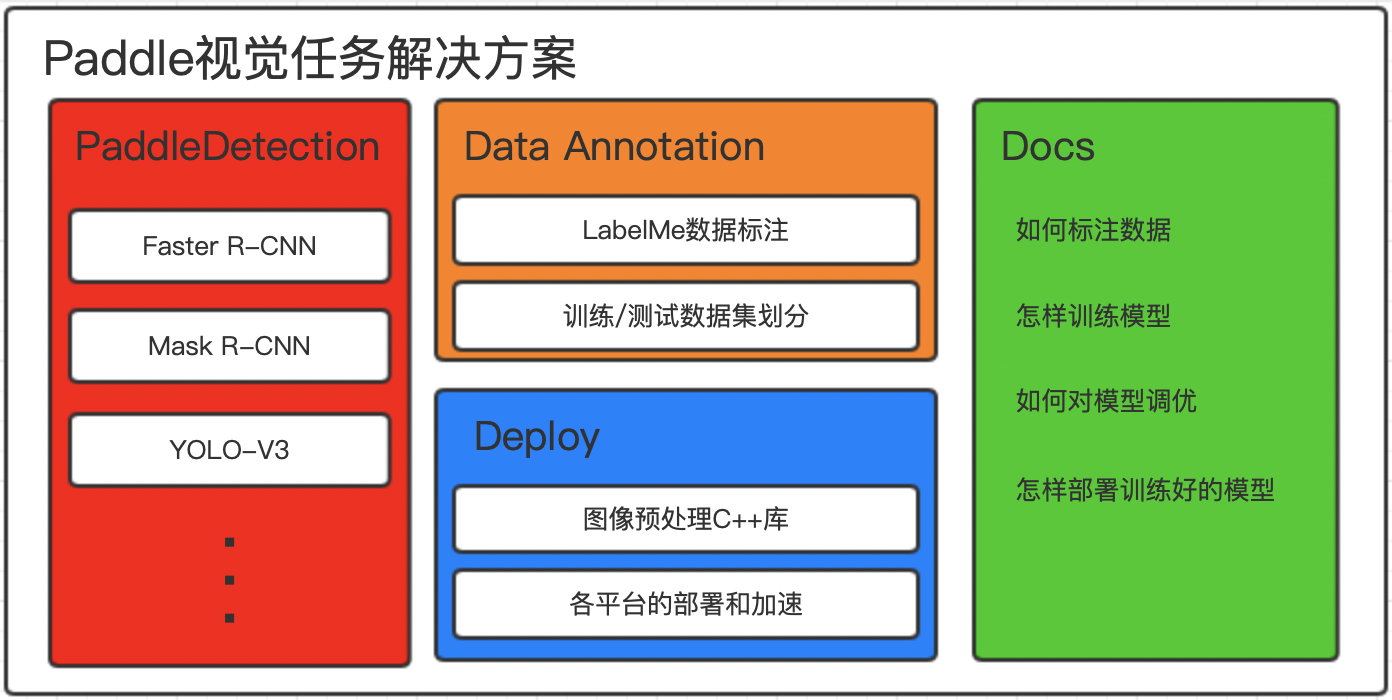 Paddle视觉任务解决方案
PaddleDetection
Faster R-CNN
Mask R-CNN
YOLO-V3
Data Annotation
LabelMe数据标注
训练/测试数据集划分
Deploy
图像预处理C++库
各平台的部署和加速
Docs
如何标注数据
怎样训练模型
如何对模型调优
怎样部署训练好的模型